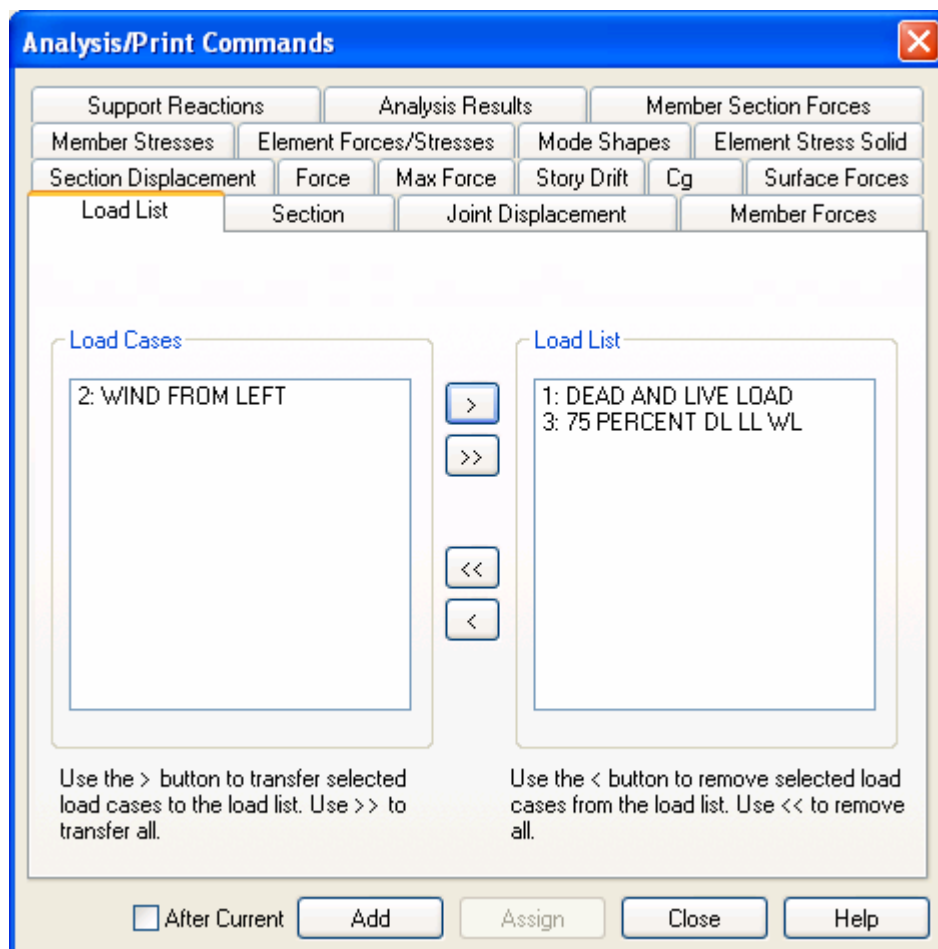 Analysis/Print Commands
Support Reactions
Analysis Results
Member Section Forces
Member Stresses
Element Forces/Stresses
Mode Shapes
Element Stress Solid
Section Displacement
Force
Max Force
Story Drift
Cg
Surface Forces
Load List
Section
Joint Displacement
Member Forces
Load Cases
2: WIND FROM LEFT
>
>>
<<
<
Load List
1: DEAD AND LIVE LOAD
3: 75 PERCENT DL LL WL
Use the > button to transfer selected
load cases to the load list. Use >> to
transfer all.
Use the < button to remove selected load
cases from the load list. Use << to remove
all.
After Current
Add
Assign
Close
Help